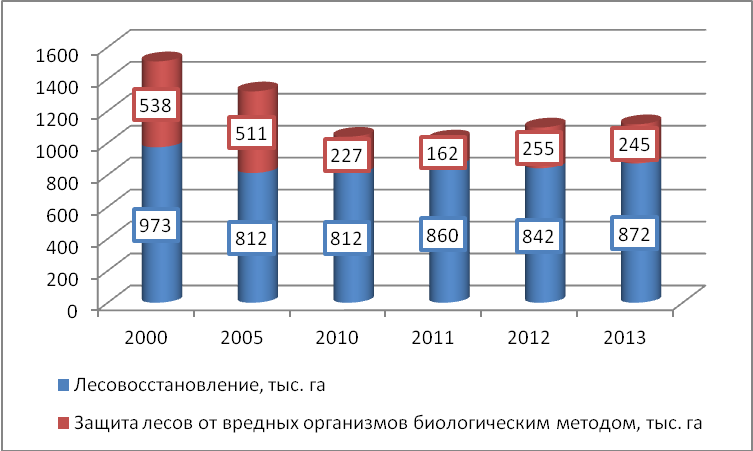 1600
1400
1200
1000
800
600
400
200
0
538 511 227 162 255 245
973 812 812 860 842 872
2000 2005 2010 2011 2012 2013
Лесовосстановление, тыс. га
Защита лесов от вредных организмов биологическим методом, тыс. га